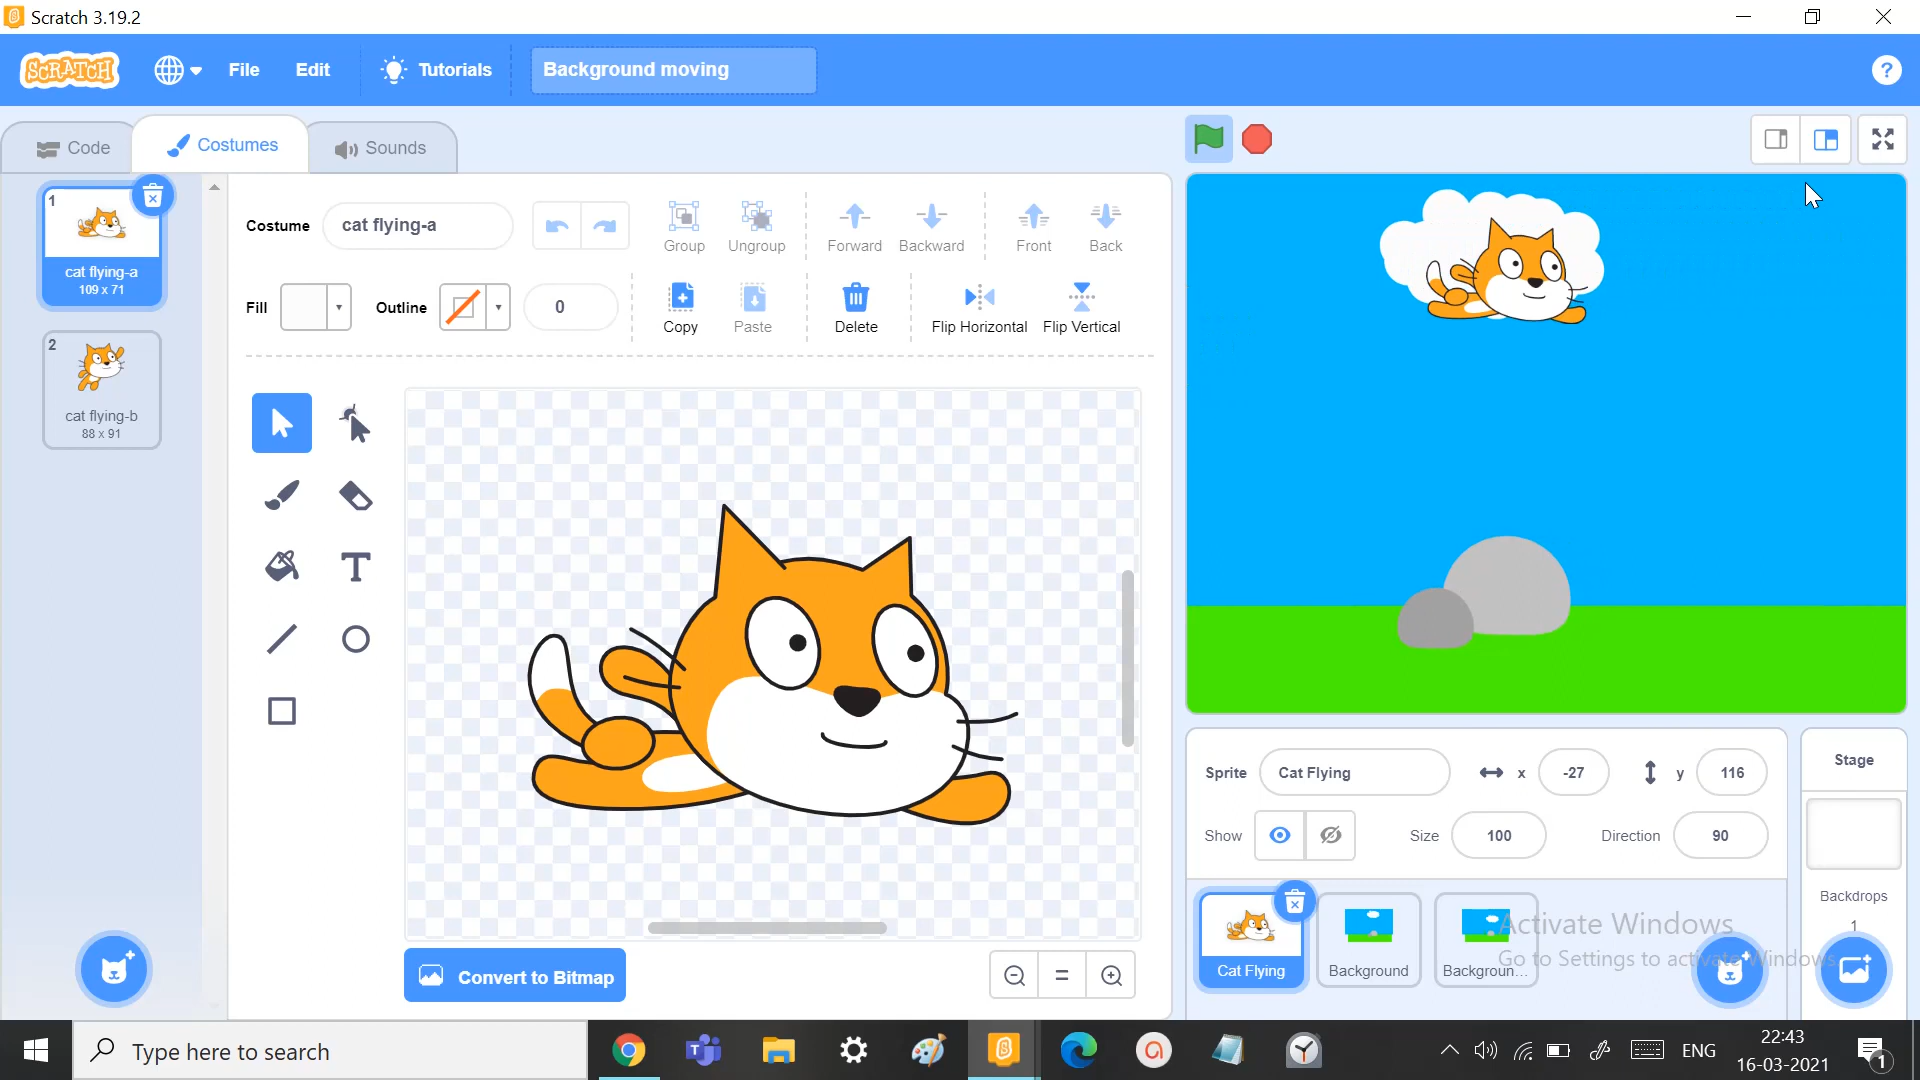 Scratch 3.19.2
SCRATCH File Edit Tutorials Background moving ?
Code Costumes Sounds
1
cat flying-a
109 x 71
2
cat flying-b
88 x 91
Costume cat flying-a
Group Ungroup Forward Backward Front Back
Fill Outline 0
Copy Paste Delete Flip Horizontal Flip Vertical
T
Convert to Bitmap
Sprite Cat Flying x -27 y 116
Show Size 100 Direction 90
Cat Flying
Background
Backgroun...
Stage
Backdrops
1
Activate Windows
Go to Settings to activate Windows.
Type here to search
ENG
22:43
16-03-2021
1